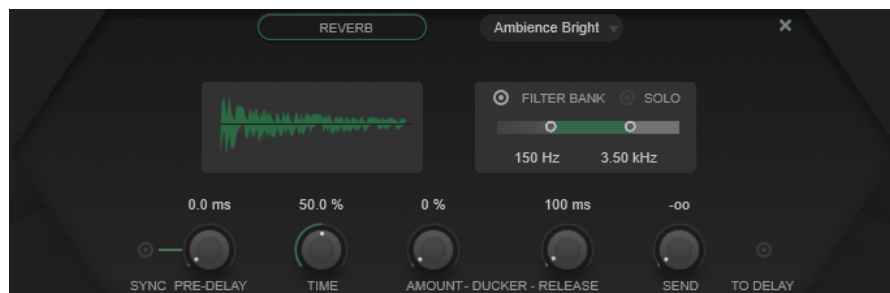 REVERB Ambience Bright
FILTER BANK SOLO
150 Hz 3.50 kHz
0.0 ms 50.0 % 0 % 100 ms -oo
SYNC PRE-DELAY TIME AMOUNT - DUCKER - RELEASE SEND TO DELAY